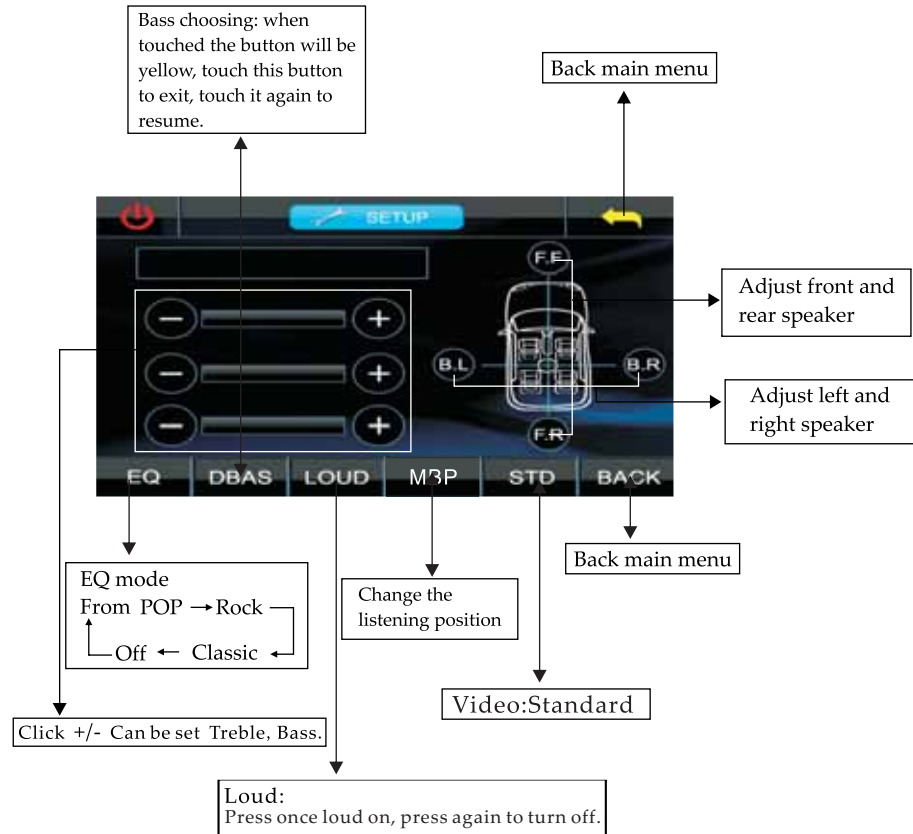 Bass choosing: when
touched the button will be
yellow, touch this button
to exit, touch it again to
resume.
Back main menu
SETUP
F.F
Adjust front and
rear speaker
B.L
B.R
Adjust left and
right speaker
F.R
EQ
DBAS
LOUD
MBP
STD
BACK
Back main menu
EQ mode
From POP → Rock
Off ← Classic
Change the
listening position
Video:Standard
Click +/- Can be set Treble, Bass.
Loud:
Press once loud on, press again to turn off.